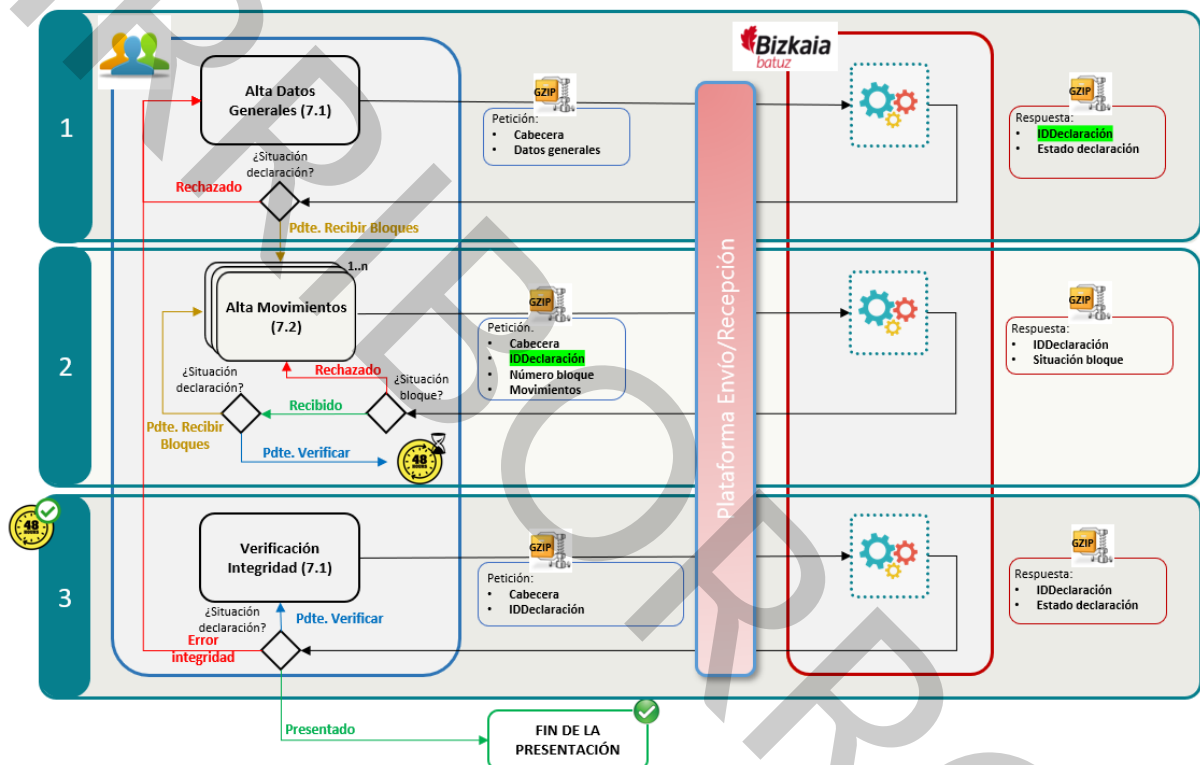 Bizkaia
batuz
1
Alta Datos
Generales (7.1)
¿Situación
declaración?
Rechazado
Pdte. Recibir Bloques
GZIP
Petición:
• Cabecera
• Datos generales
GZIP
Respuesta:
• IDDeclaración
• Estado declaración
Plataforma Envío/Recepción
2
1..n
Alta Movimientos
(7.2)
¿Situación
declaración?
Rechazado
¿Situación
bloque?
Recibido
Pdte. Recibir
Bloques
Pdte. Verificar
48
HOURS
GZIP
Petición:
• Cabecera
• IDDeclaración
• Número bloque
• Movimientos
GZIP
Respuesta:
• IDDeclaración
• Situación bloque
48
HOURS
3
Verificación
Integridad (7.1)
¿Situación
declaración?
Pdte. Verificar
Error
integridad
GZIP
Petición:
• Cabecera
• IDDeclaración
GZIP
Respuesta:
• IDDeclaración
• Estado declaración
Presentado
FIN DE LA
PRESENTACIÓN